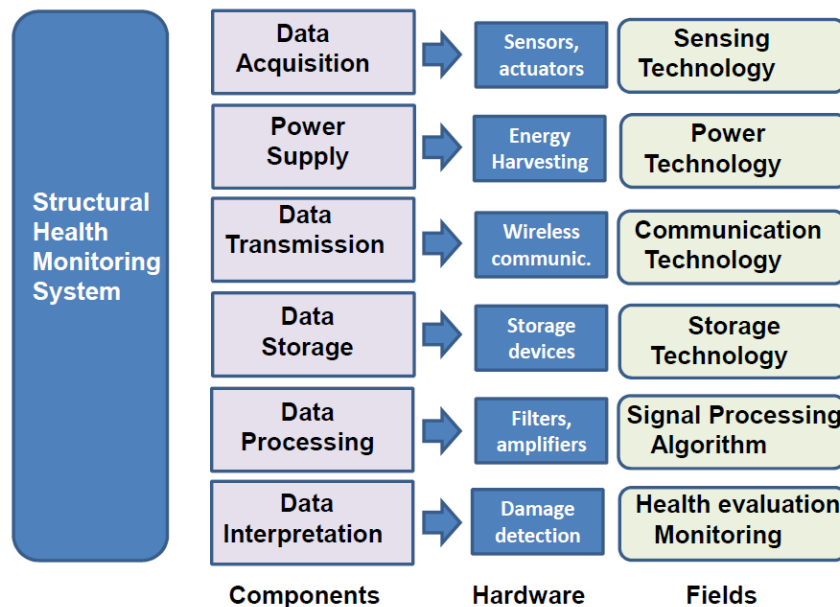 Structural
Health
Monitoring
System
Data
Acquisition
Sensors,
actuators
Sensing
Technology
Power
Supply
Energy
Harvesting
Power
Technology
Data
Transmission
Wireless
communic.
Communication
Technology
Data
Storage
Storage
devices
Storage
Technology
Data
Processing
Filters,
amplifiers
Signal Processing
Algorithm
Data
Interpretation
Damage
detection
Health evaluation
Monitoring
Components
Hardware
Fields